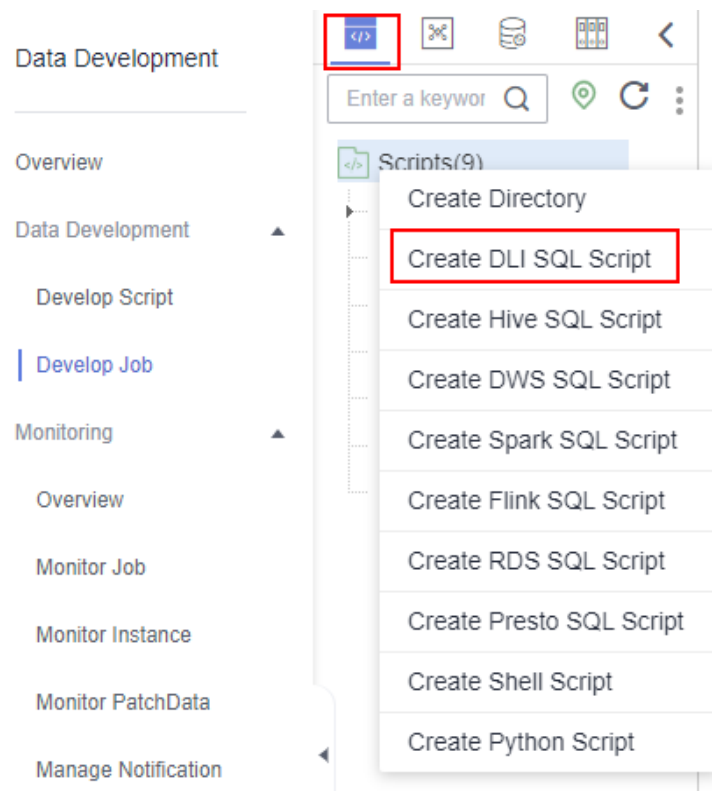 Data Development
Enter a keywor
Overview
Data Development
Develop Script
Develop Job
Monitoring
Overview
Monitor Job
Monitor Instance
Monitor PatchData
Manage Notification
Scripts(9)
Create Directory
Create DLI SQL Script
Create Hive SQL Script
Create DWS SQL Script
Create Spark SQL Script
Create Flink SQL Script
Create RDS SQL Script
Create Presto SQL Script
Create Shell Script
Create Python Script